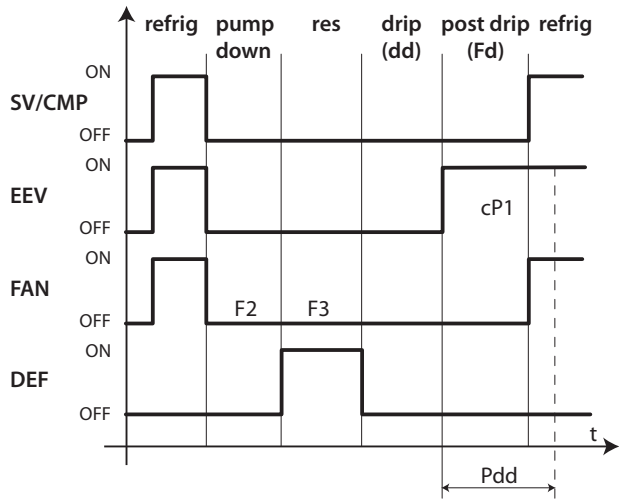 refrig pump down res drip (dd) post drip (Fd) refrig
SV/CMP
ON
OFF
EEV
ON
OFF
cP1
FAN
ON
OFF
F2 F3
DEF
ON
OFF
t
Pdd